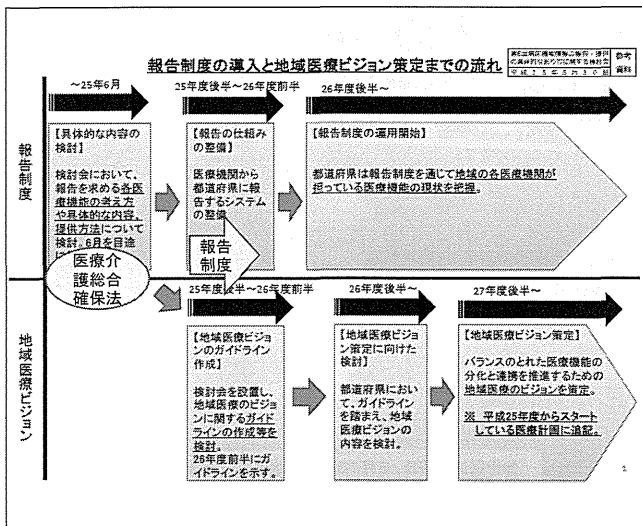 報告制度の導入と地域医療ビジョン策定までの流れ
参考
資料
報告制度
～25年6月
25年度後半～26年度前半
26年度後半～
【具体的な内容の
検討】
検討会において、
報告を求める各医
療機能の考え方
や具体的な内容、
提供方法について
検討。6月を目途
【報告の仕組み
の整備】
医療機関から
都道府県に報
告するシステム
の整備
【報告制度の運用開始】
都道府県は報告制度を通じて地域の各医療機関が
担っている医療機能の現状を把握。
報告
制度
医療介
護総合
確保法
地域医療ビジョン
25年度後半～26年度前半
26年度後半～
27年度後半～
【地域医療ビジョ
ンのガイドライン
作成】
検討会を設置し、
地域医療のビジョ
ンに関するガイド
ラインの作成等を
検討。
26年度前半にガ
イドラインを示す。
【地域医療ビジョ
ン策定に向けた
検討】
都道府県におい
て、ガイドライン
を踏まえ、地域
医療ビジョンの
内容を検討。
【地域医療ビジョン策定】
バランスのとれた医療機能の
分化と連携を推進するための
地域医療のビジョンを策定。
※ 平成25年度からスタート
している医療計画に追記。